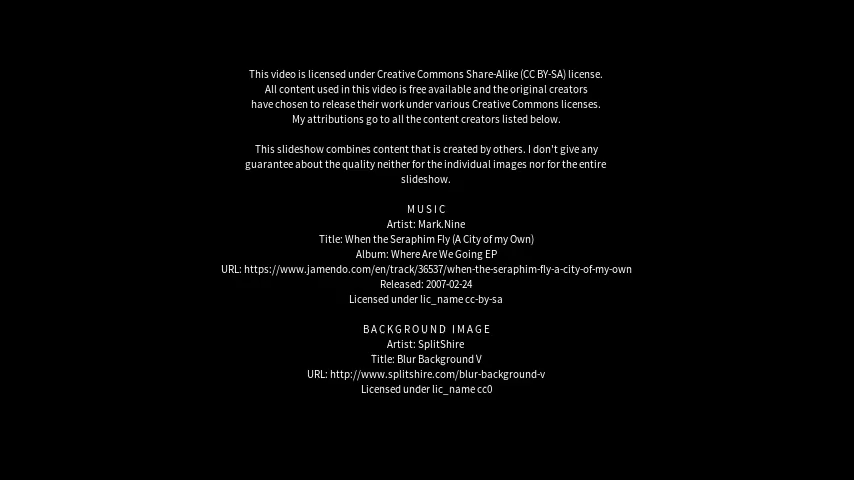 This video is licensed under Creative Commons Share-Alike (CC BY-SA) license.
All content used in this video is free available and the original creators
have chosen to release their work under various Creative Commons licenses.
My attributions go to all the content creators listed below.
This slideshow combines content that is created by others. I don't give any
guarantee about the quality neither for the individual images nor for the entire
slideshow.
MUSIC
Artist: Mark.Nine
Title: When the Seraphim Fly (A City of my Own)
Album: Where Are We Going EP
URL: https://www.jamendo.com/en/track/36537/when-the-seraphim-fly-a-city-of-my-own
Released: 2007-02-24
Licensed under lic_name cc-by-sa
BACKGROUND IMAGE
Artist: SplitShire
Title: Blur Background V
URL: http://www.splitshire.com/blur-background-v
Licensed under lic_name cc0